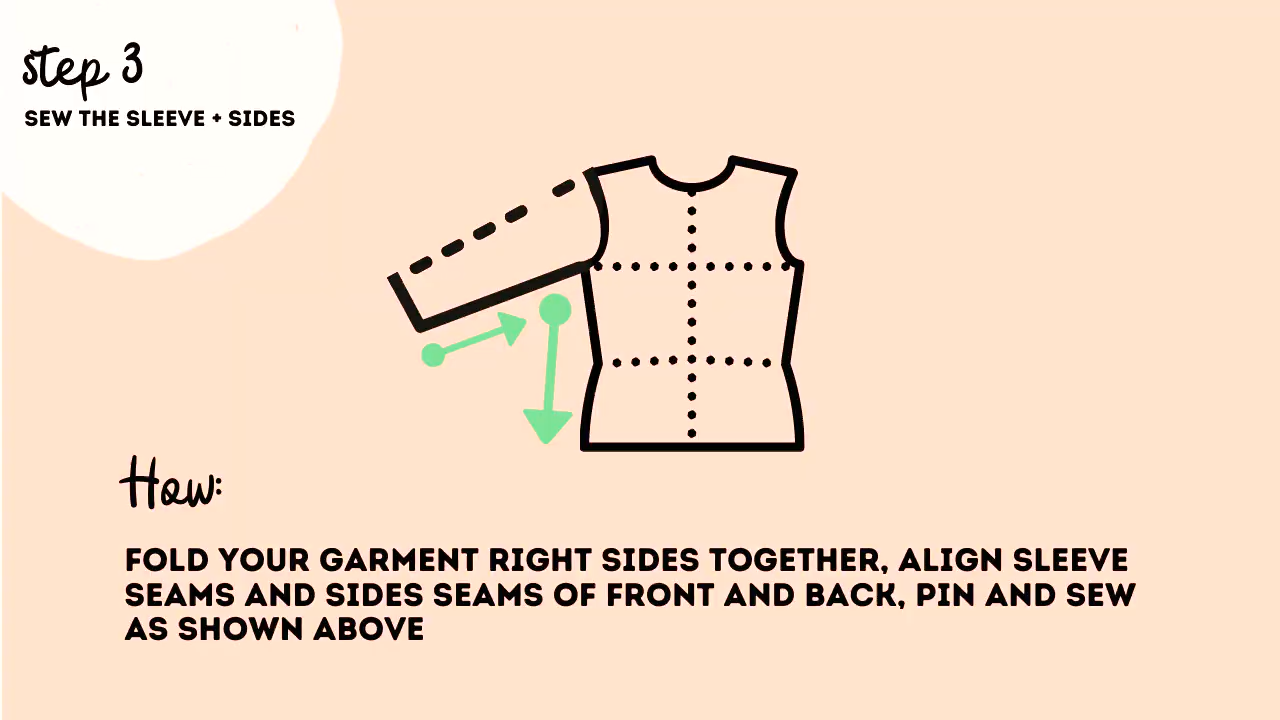 step 3
SEW THE SLEEVE + SIDES
How:
FOLD YOUR GARMENT RIGHT SIDES TOGETHER, ALIGN SLEEVE
SEAMS AND SIDES SEAMS OF FRONT AND BACK, PIN AND SEW
AS SHOWN ABOVE